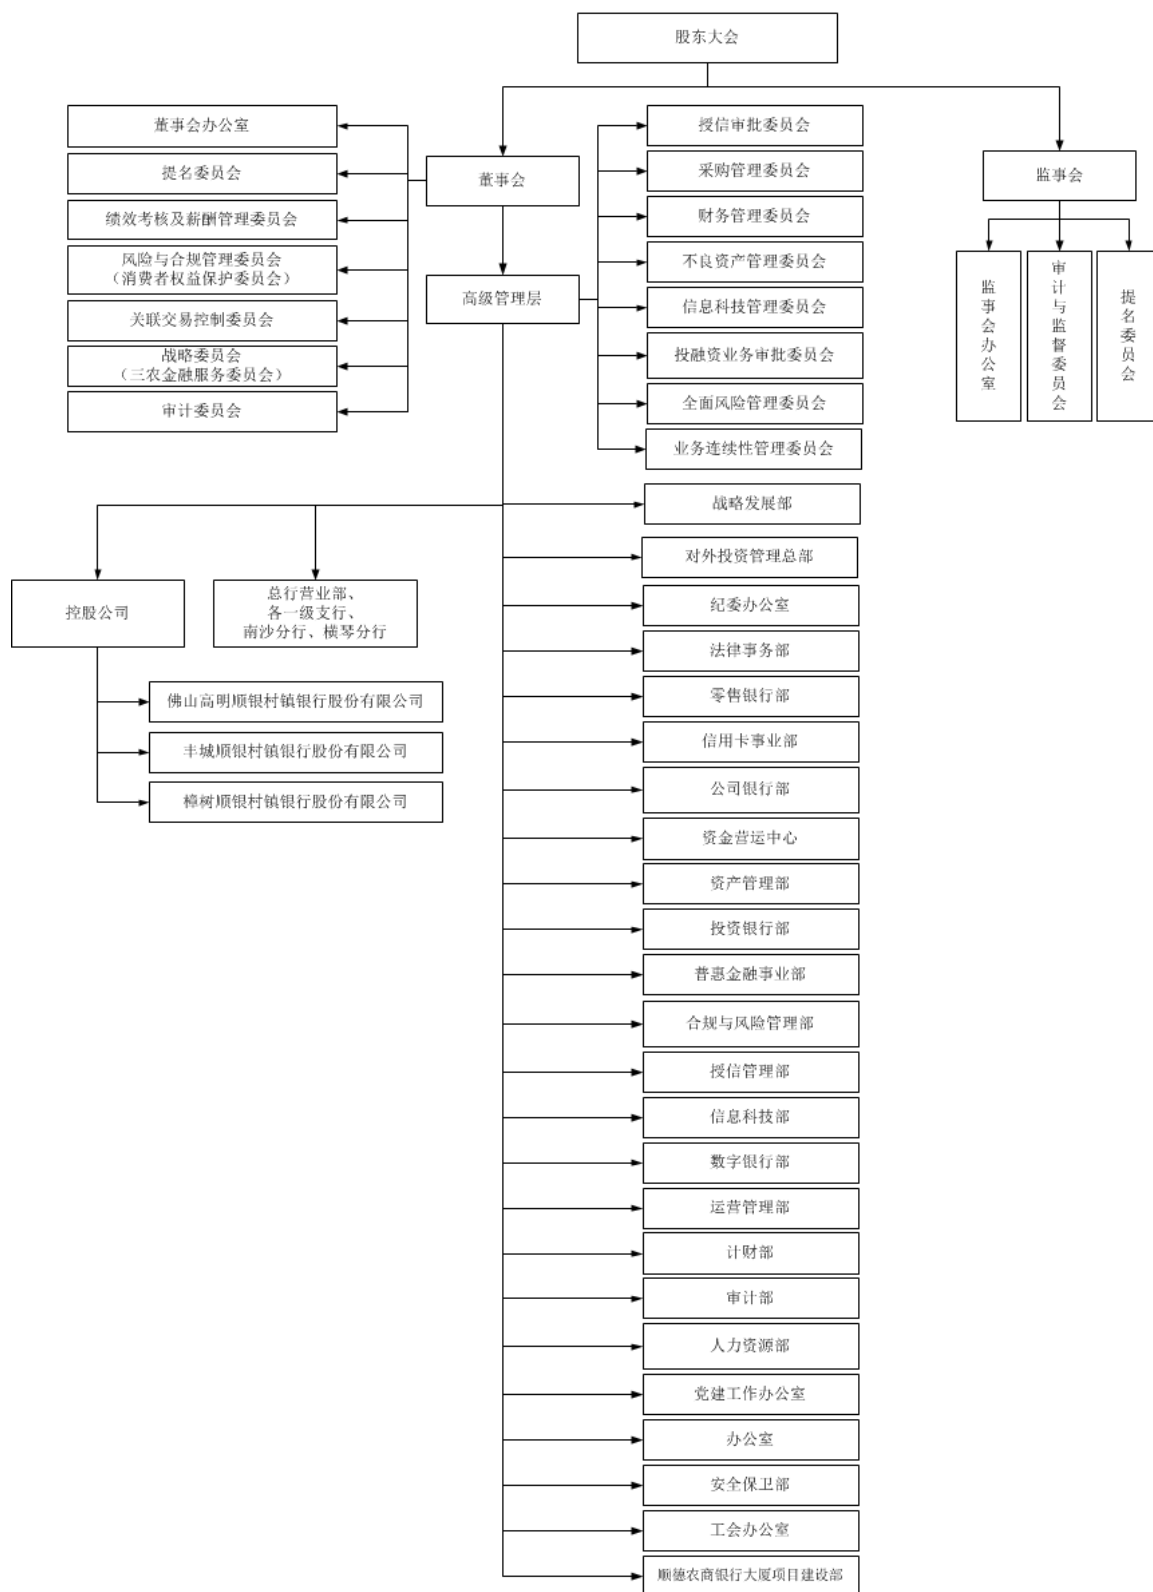 股东大会
董事会办公室
提名委员会
绩效考核及薪酬管理委员会
风险与合规管理委员会
（消费者权益保护委员会）
关联交易控制委员会
战略委员会
（三农金融服务委员会）
审计委员会
董事会
高级管理层
授信审批委员会
采购管理委员会
财务管理委员会
不良资产管理委员会
信息科技管理委员会
投融资业务审批委员会
全面风险管理委员会
业务连续性管理委员会
监事会
监事会办公室
审计与监督委员会
提名委员会
控股公司
总行营业部、
各一级支行、
南沙分行、横琴分行
佛山高明顺银村镇银行股份有限公司
丰城顺银村镇银行股份有限公司
樟树顺银村镇银行股份有限公司
战略发展部
对外投资管理总部
纪委办公室
法律事务部
零售银行部
信用卡事业部
公司银行部
资金营运中心
资产管理部
投资银行部
普惠金融事业部
合规与风险管理部
授信管理部
信息科技部
数字银行部
运营管理部
计财部
审计部
人力资源部
党建工作办公室
办公室
安全保卫部
工会办公室
顺德农商银行大厦项目建设部